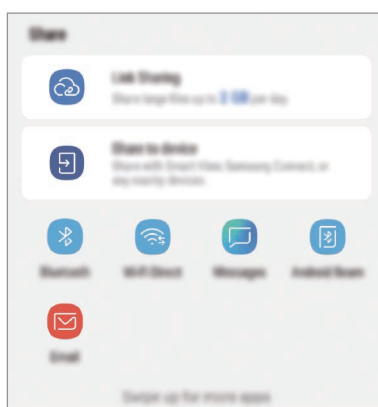 Share
Link Sharing
Share large files up to 2 GB per day.
Share to device
Share with Smart View, Samsung Connect, or
any nearby devices.
Bluetooth Wi-Fi Direct Messages Android Beam
Email
Swipe up for more apps